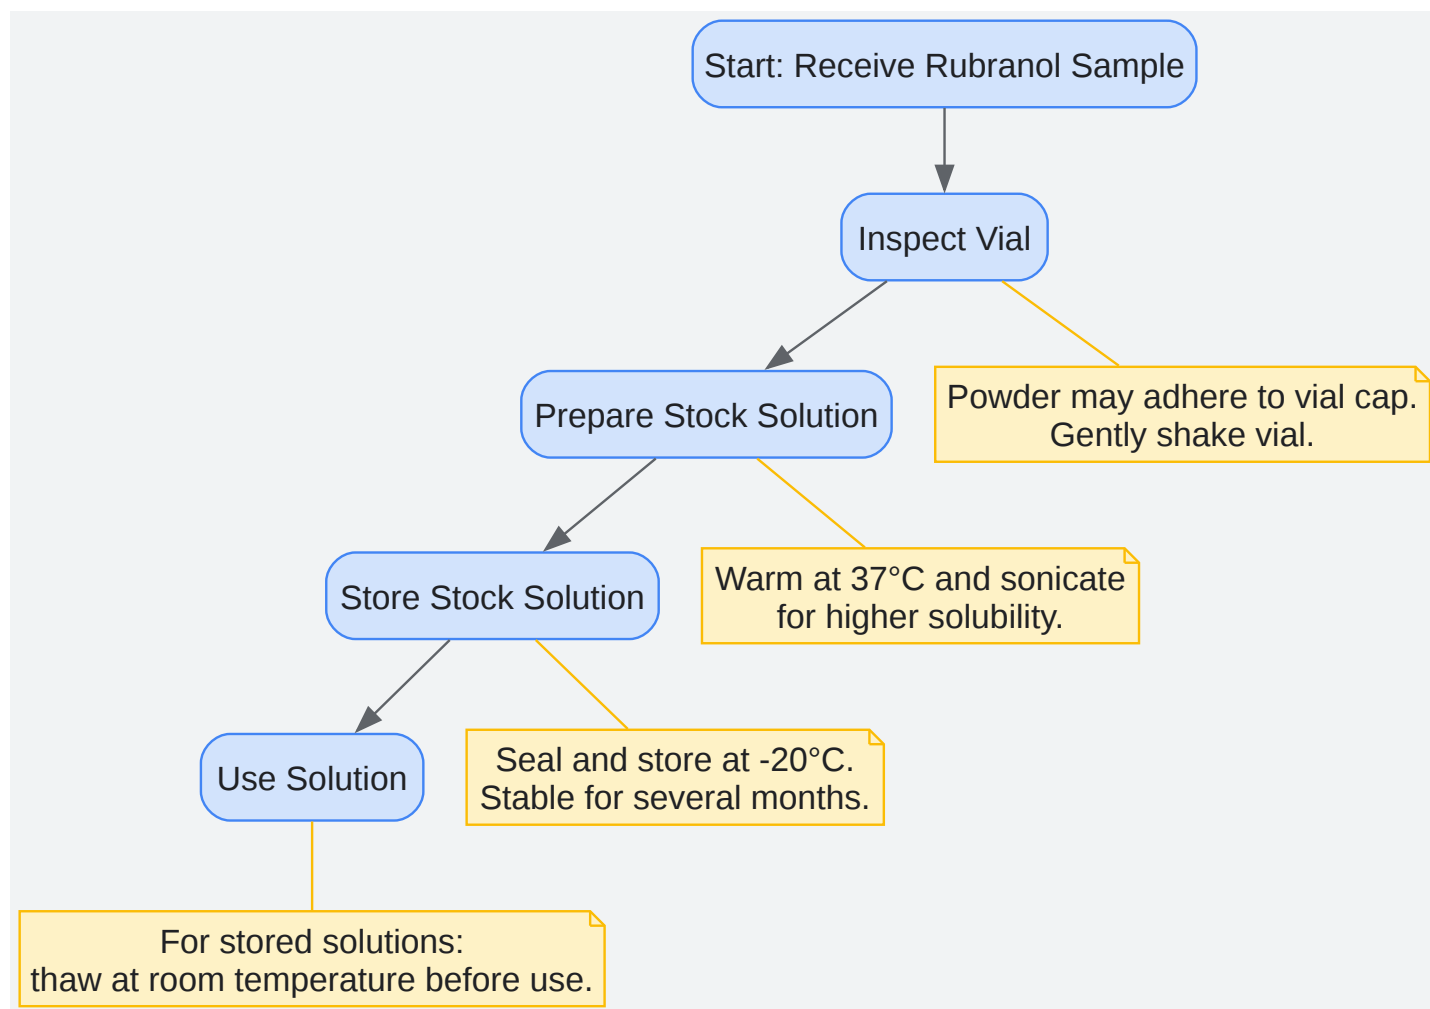 Start: Receive Rubranol Sample
Inspect Vial
Powder may adhere to vial cap.
Gently shake vial.
Prepare Stock Solution
Warm at 37°C and sonicate
for higher solubility.
Store Stock Solution
Seal and store at -20°C.
Stable for several months.
Use Solution
For stored solutions:
thaw at room temperature before use.